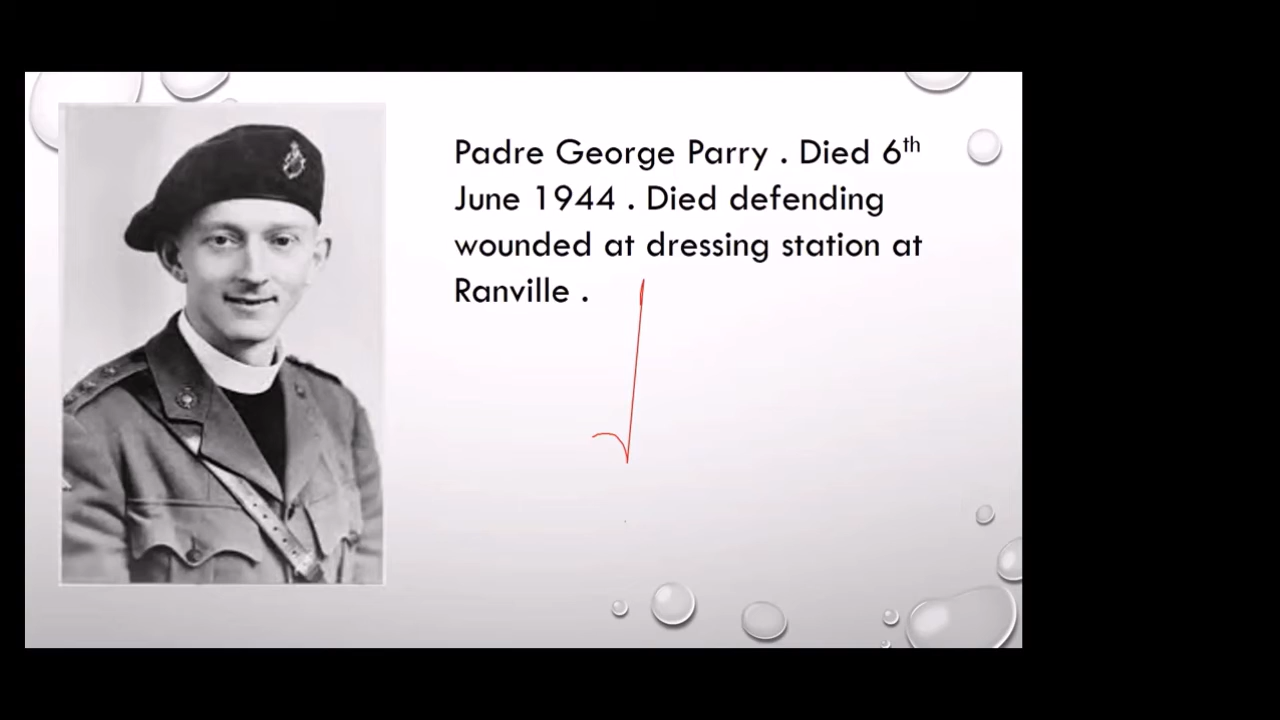 Padre George Parry . Died 6th
June 1944 . Died defending
wounded at dressing station at
Ranville .